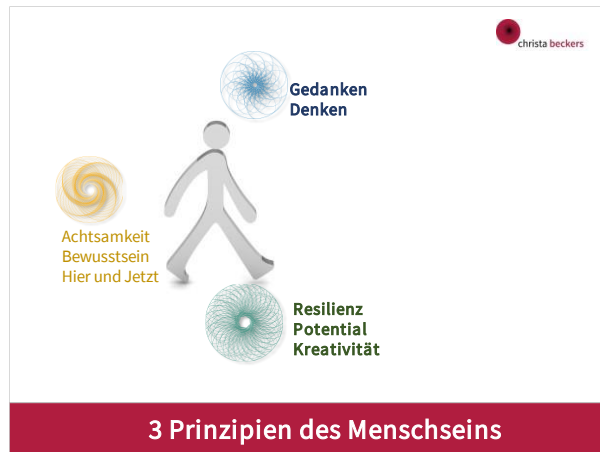 christa beckers
Gedanken
Denken
Achtsamkeit
Bewusstsein
Hier und Jetzt
Resilienz
Potential
Kreativität
3 Prinzipien des Menschseins